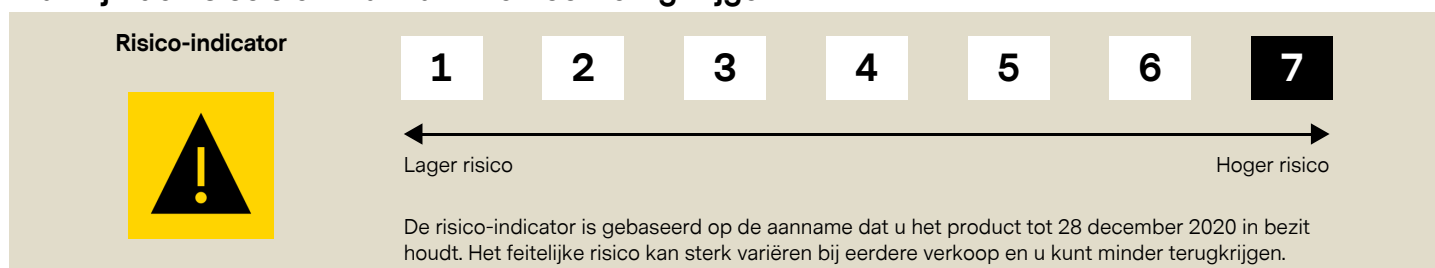 Risico-indicator
1 2 3 4 5 6 7
Lager risico Hoger risico
De risico-indicator is gebaseerd op de aanname dat u het product tot 28 december 2020 in bezit
houdt. Het feitelijke risico kan sterk variëren bij eerdere verkoop en u kunt minder terugkrijgen.